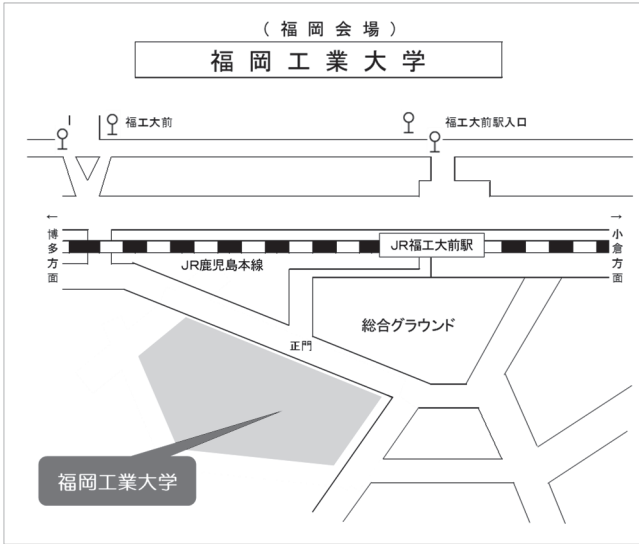 (福岡会場)
福岡工業大学
福工大前
福工大前駅入口
←
博多方面
→
小倉方面
JR福工大前駅
JR鹿児島本線
総合グラウンド
正門
福岡工業大学